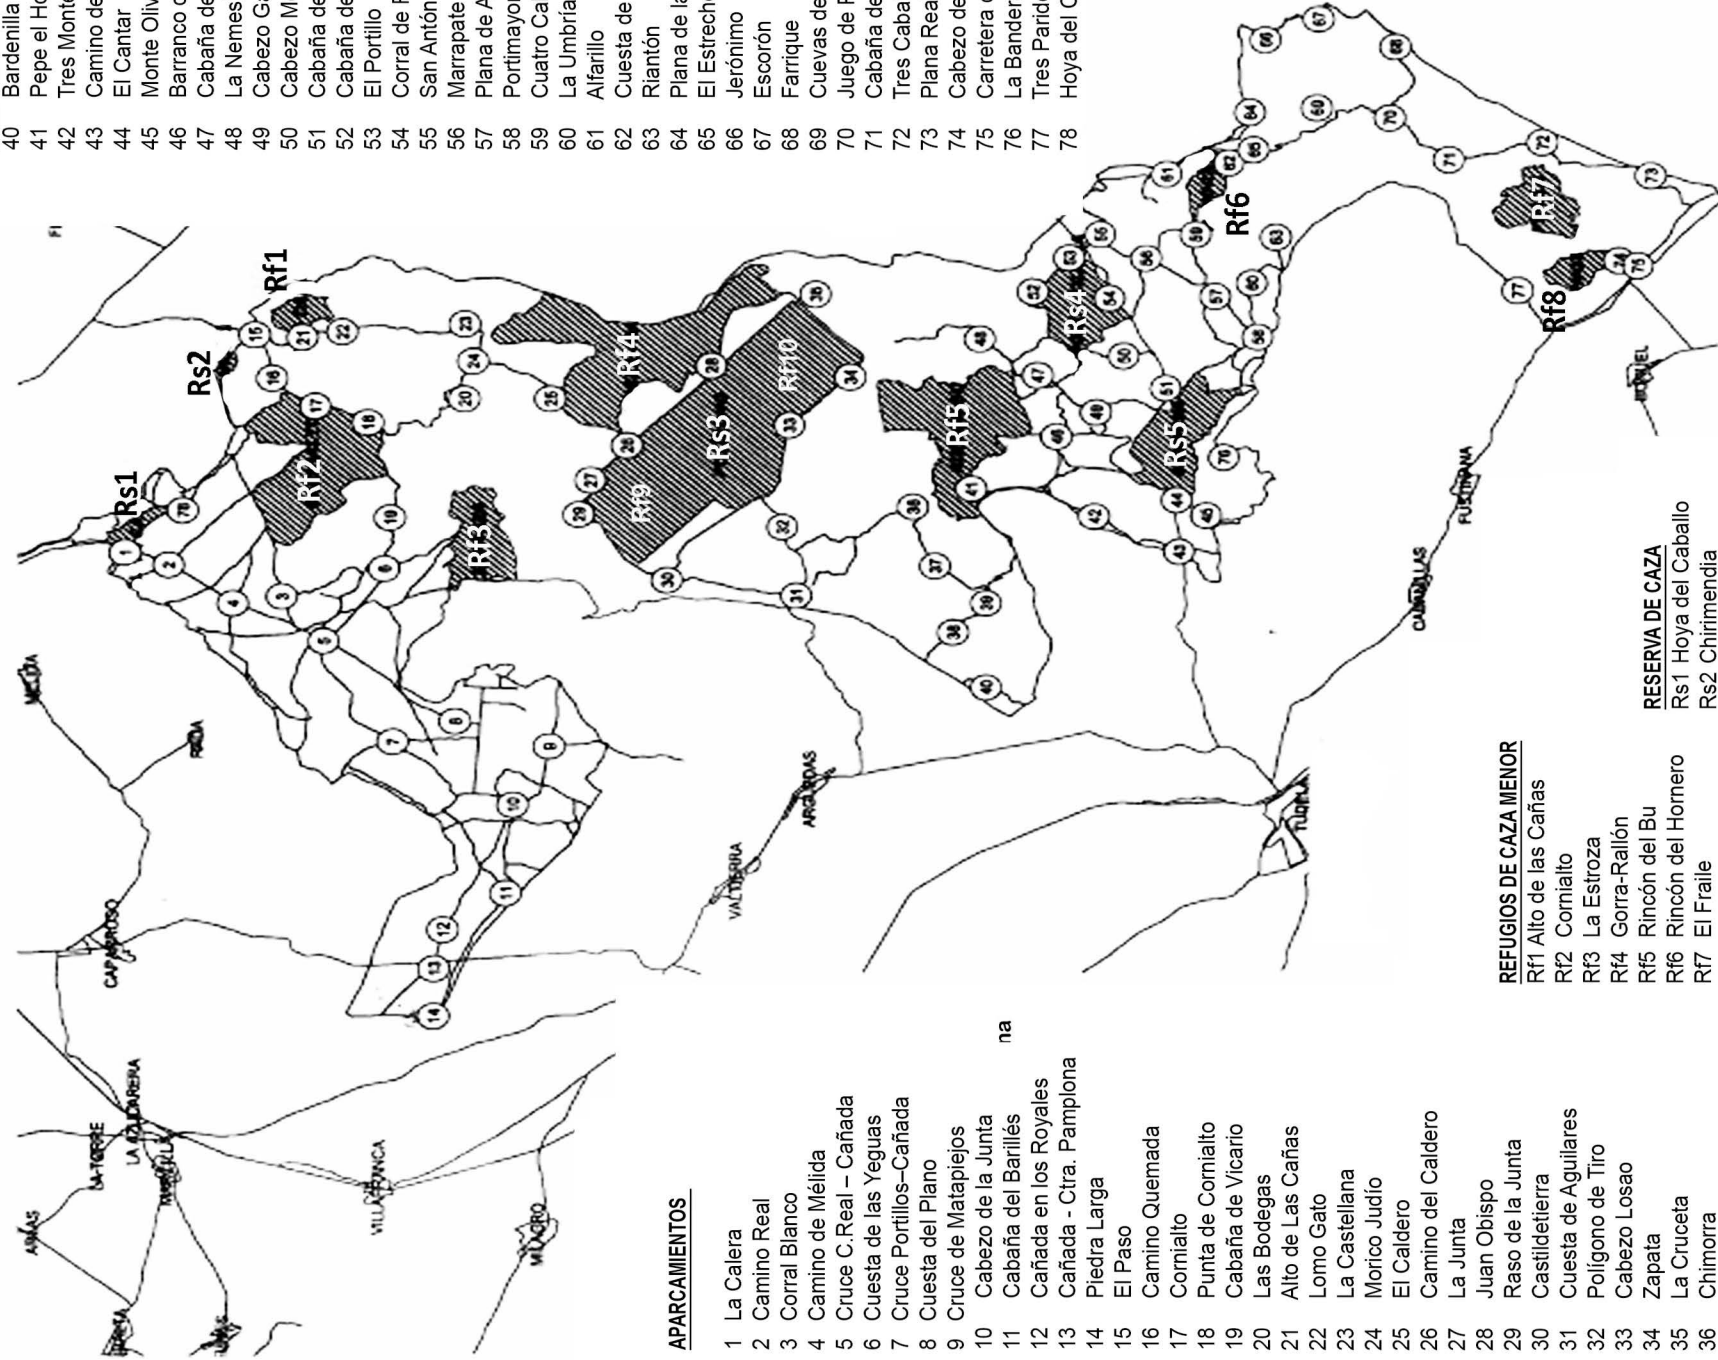 APARCAMIENTOS
1 La Calera
2 Camino Real
3 Corral Blanco
4 Camino de Mélida
5 Cruce C.Real – Cañada
6 Cuesta de las Yeguas
7 Cruce Portillos–Cañada
8 Cuesta del Plano
9 Cruce de Matapiejos
10 Cabezo de la Junta
11 Cabaña del Barillés
12 Cañada en los Royales
13 Cañada - Ctra. Pamplona
14 Piedra Larga
15 El Paso
16 Camino Quemada
17 Cornialto
18 Punta de Cornialto
19 Cabaña de Vicario
20 Las Bodegas
21 Alto de Las Cañas
22 Lomo Gato
23 La Castellana
24 Morico Judío
25 El Caldero
26 Camino del Caldero
27 La Junta
28 Juan Obispo
29 Raso de la Junta
30 Castildetierra
31 Cuesta de Aguilares
32 Polígono de Tiro
33 Cabezo Losao
34 Zapata
35 La Cruceta
36 Chimorra
na
40 Bardenilla
41 Pepe el Ho
42 Tres Monte
43 Camino de
44 El Cantar
45 Monte Oliv
46 Barranco d
47 Cabaña de
48 La Nemes
49 Cabezo Ga
50 Cabezo M
51 Cabaña de
52 Cabaña de
53 El Portillo
54 Corral de P
55 San Antón
56 Marrapate
57 Plana de A
58 Portimayor
59 Cuatro Ca
60 La Umbría
61 Alfarillo
62 Cuesta de
63 Riantón
64 Plana de la
65 El Estrech
66 Jerónimo
67 Escorón
68 Farrique
69 Cuevas de
70 Juego de P
71 Cabaña de
72 Tres Caba
73 Plana Rea
74 Cabezo de
75 Carretera
76 La Bander
77 Tres Parid
78 Hoya del C
REFUGIOS DE CAZA MENOR
Rf1 Alto de las Cañas
Rf2 Cornialto
Rf3 La Estroza
Rf4 Gorra-Rallón
Rf5 Rincón del Bu
Rf6 Rincón del Hornero
Rf7 El Fraile
RESERVA DE CAZA
Rs1 Hoya del Caballo
Rs2 Chirimendia
CAPARROSO
MELIDA
RADA
LA TORRE
LA AZUCARERA
MARCILLA
VILLAFRANCA
MILAGRO
VALTIERRA
ARGUEDAS
TUDELA
CABANILLAS
FUSTIÑANA
Rs1
Rs2
Rf1
Rf2
Rf3
Rf4
Rf9
Rs3
Rf10
Rf5
Rs4
Rs5
Rf6
Rf7
Rf8